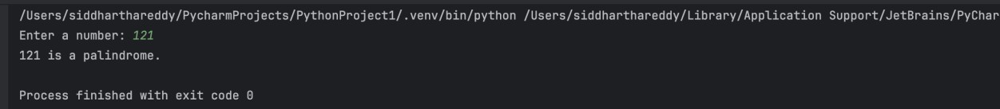 /Users/siddharthareddy/PycharmProjects/PythonProject1/.venv/bin/python /Users/siddharthareddy/Library/Application Support/JetBrains/PyChar
Enter a number: 121
121 is a palindrome.
Process finished with exit code 0